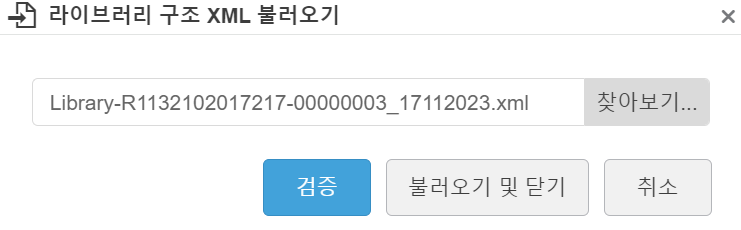 라이브러리 구조 XML 불러오기
Library-R1132102017217-00000003_17112023.xml 찾아보기...
검증 불러오기 및 닫기 취소